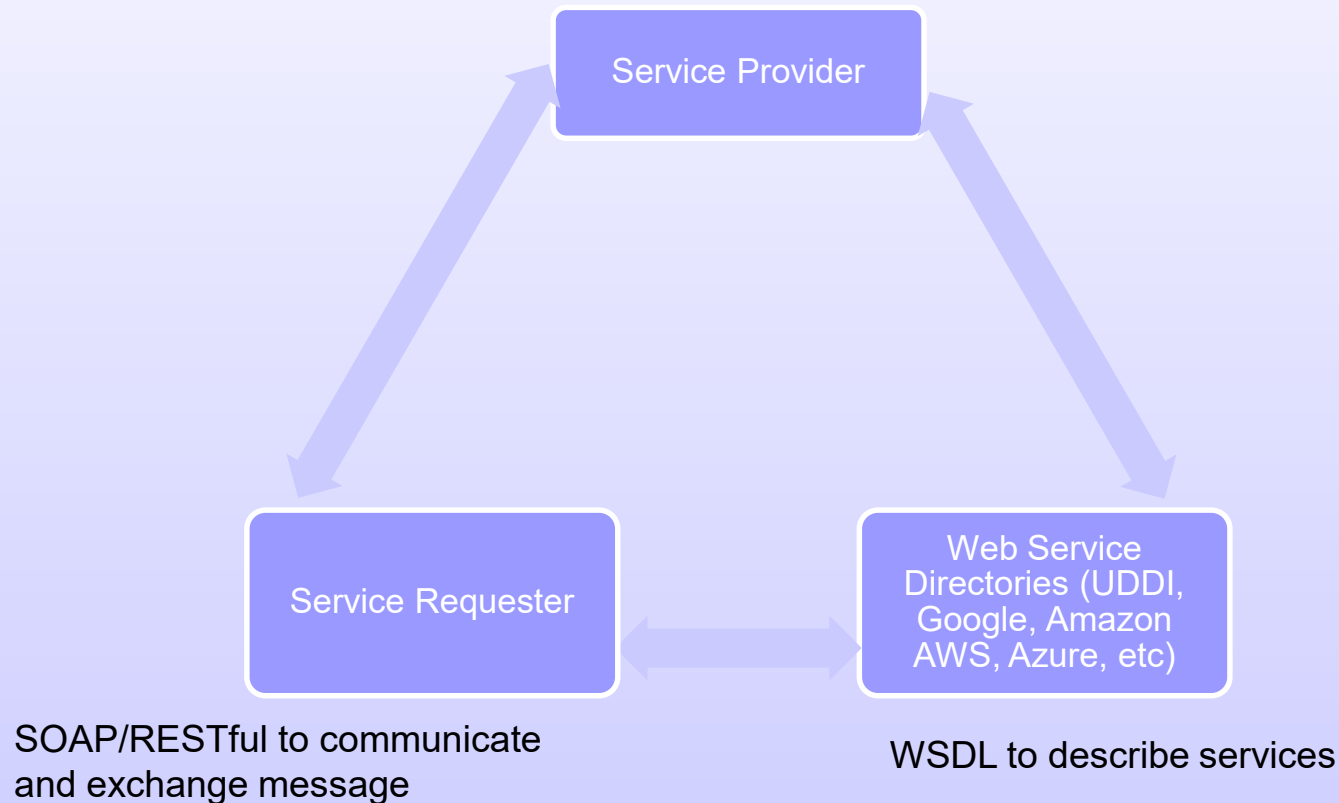 Service Provider
Service Requester
Web Service
Directories (UDDI,
Google, Amazon
AWS, Azure, etc)
SOAP/RESTful to communicate
and exchange message
WSDL to describe services